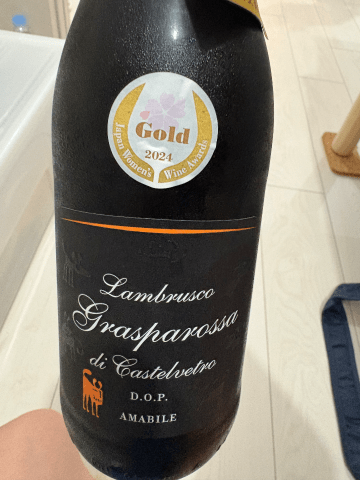 Gold
2024
Japan Women's Wine Awards
Lambrusco
Grasparossa
di Castelvetro
D.O.P.
AMABILE